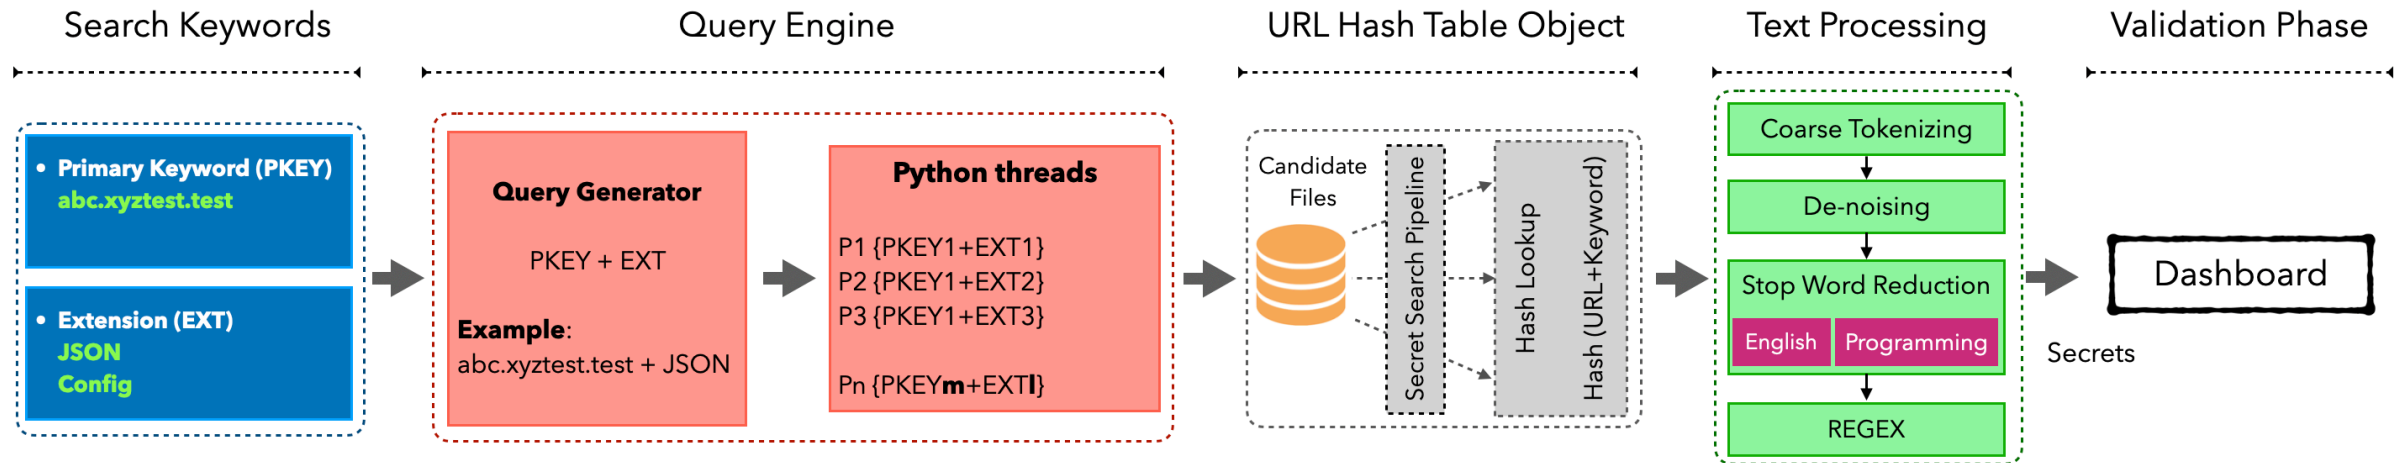 Search Keywords
Query Engine
URL Hash Table Object
Text Processing
Validation Phase
• Primary Keyword (PKEY)
abc.xyztest.test
• Extension (EXT)
JSON
Config
Query Generator
PKEY + EXT
Example:
abc.xyztest.test + JSON
Python threads
P1 {PKEY1+EXT1}
P2 {PKEY1+EXT2}
P3 {PKEY1+EXT3}
Pn {PKEYm+EXTl}
Candidate
Files
Secret Search Pipeline
Hash Lookup
Hash (URL+Keyword)
Coarse Tokenizing
De-noising
Stop Word Reduction
English
Programming
REGEX
Secrets
Dashboard